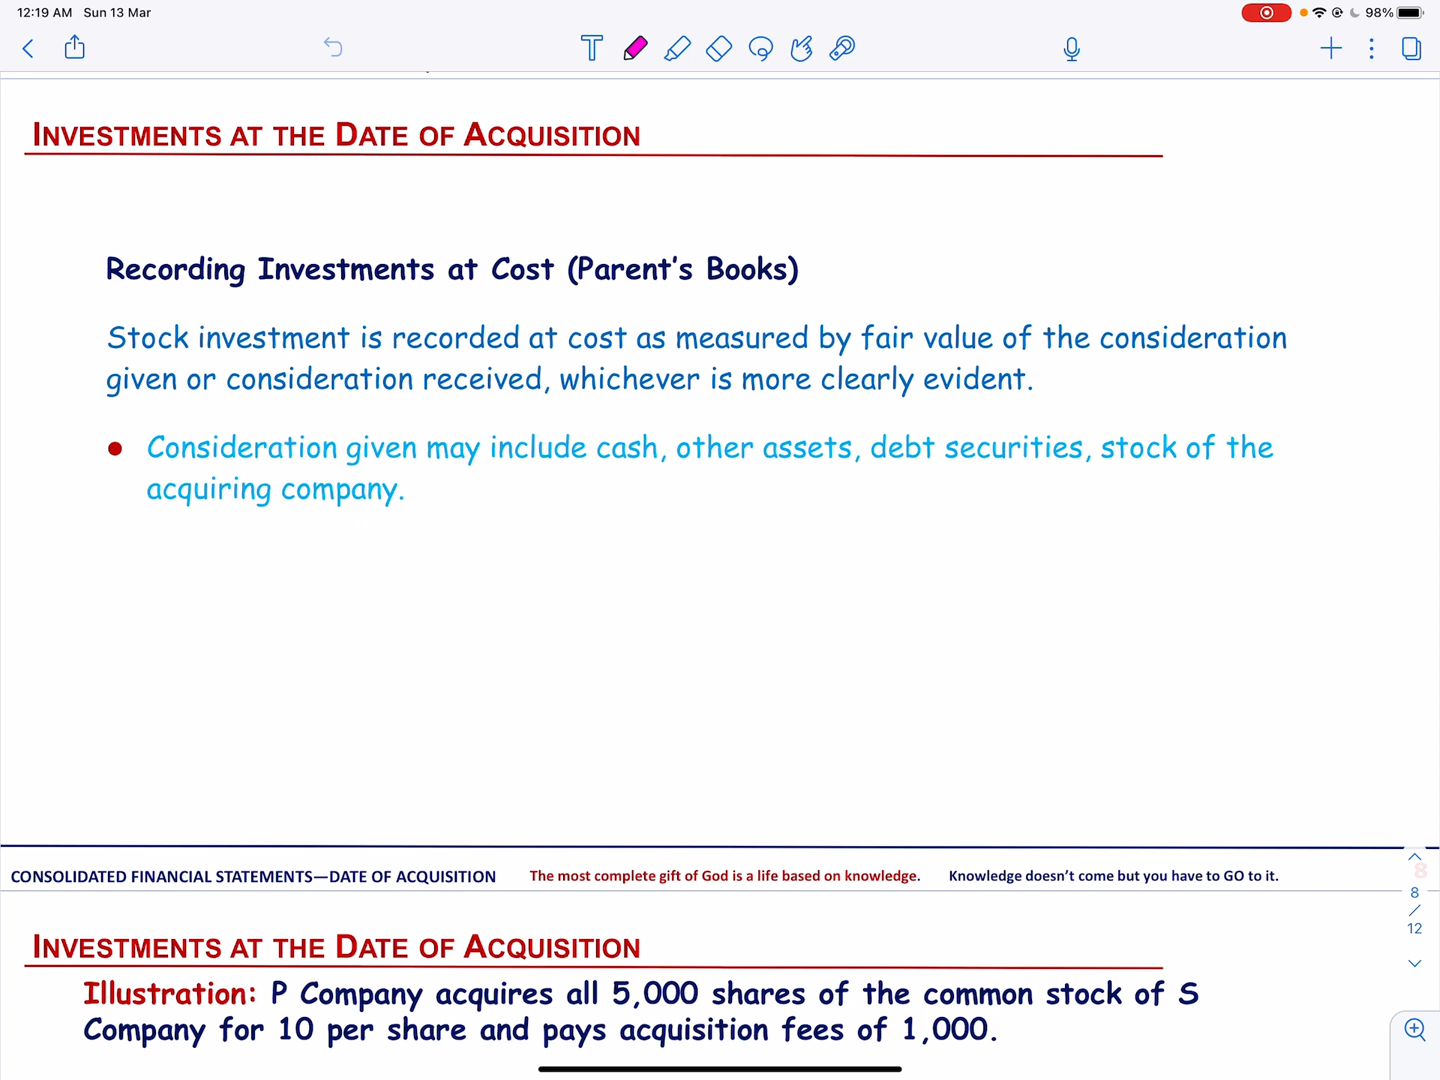 12:19 AM Sun 13 Mar
98%
INVESTMENTS AT THE DATE OF ACQUISITION
Recording Investments at Cost (Parent's Books)
Stock investment is recorded at cost as measured by fair value of the consideration
given or consideration received, whichever is more clearly evident.
● Consideration given may include cash, other assets, debt securities, stock of the
acquiring company.
CONSOLIDATED FINANCIAL STATEMENTS—DATE OF ACQUISITION The most complete gift of God is a life based on knowledge. Knowledge doesn't come but you have to GO to it.
8
8
/
12
INVESTMENTS AT THE DATE OF ACQUISITION
Illustration: P Company acquires all 5,000 shares of the common stock of S
Company for 10 per share and pays acquisition fees of 1,000.